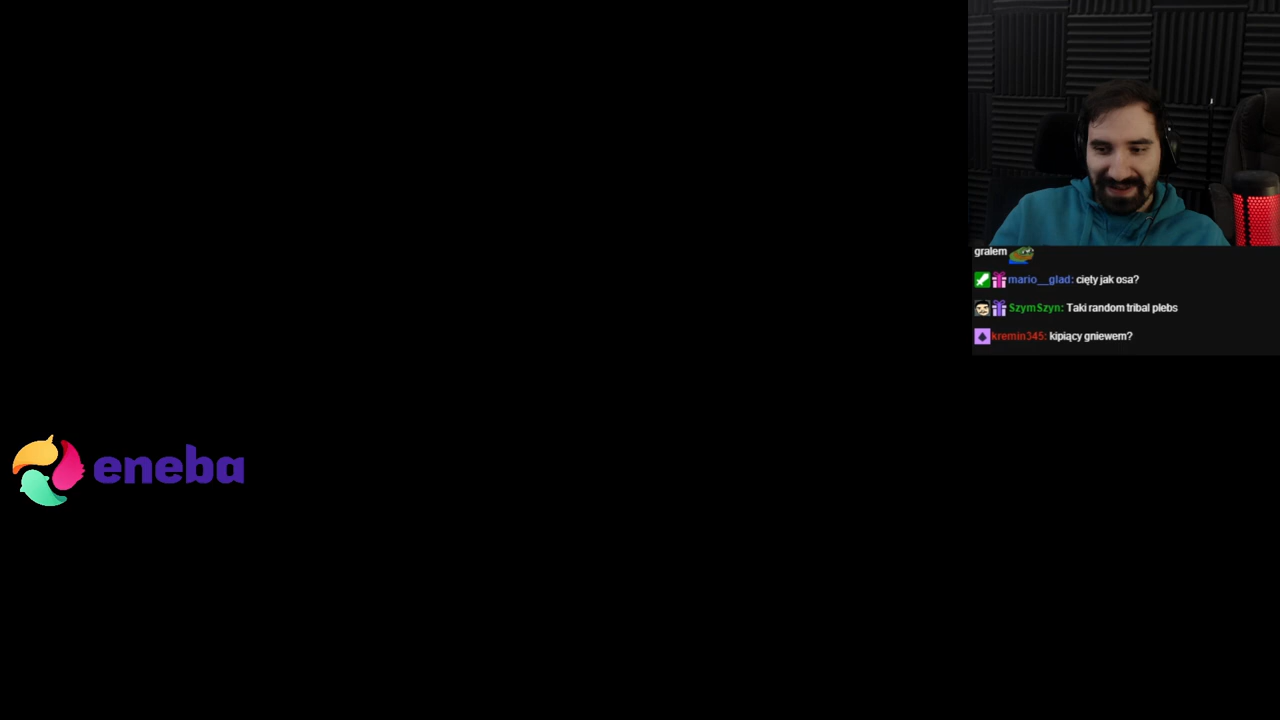 gralem
mario__glad: cięty jak osa?
SzymSzyn: Taki random tribal plebs
kremin345: kipiący gniewem?
eneba